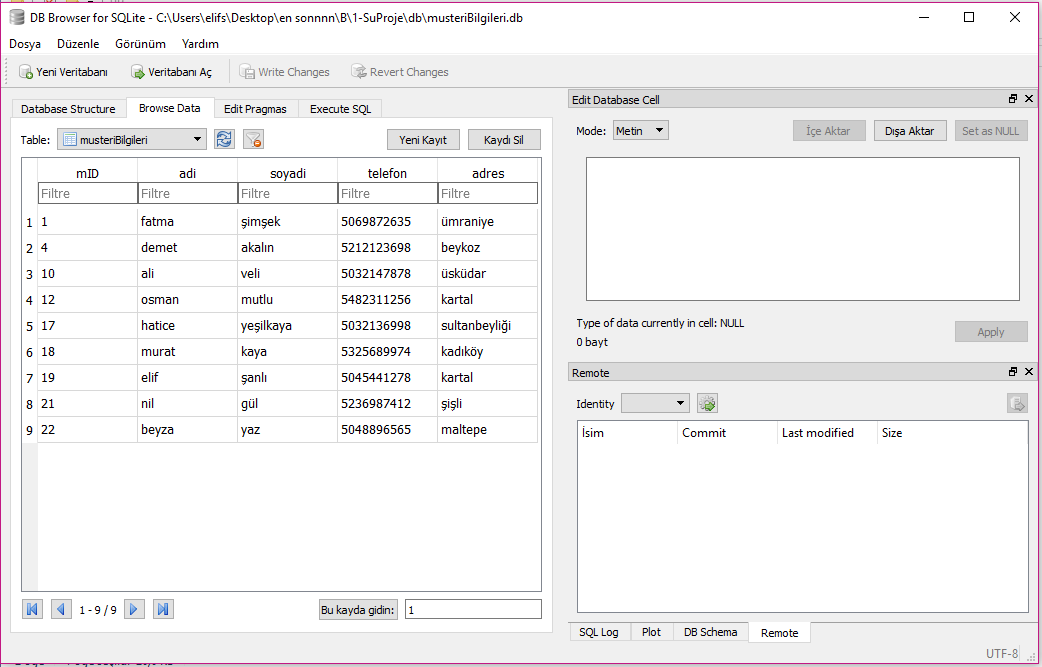 DB Browser for SQLite - C:\Users\elifs\Desktop\en sonnnn\B\1-SuProje\db\musteriBilgileri.db
Dosya Düzenle Görünüm Yardım
Yeni Veritabanı Veritabanı Aç Write Changes Revert Changes
Database Structure Browse Data Edit Pragmas Execute SQL
Table: musteriBilgileri Yeni Kayıt Kaydı Sil
mID adi soyadi telefon adres
Filtre Filtre Filtre Filtre Filtre
1 1 fatma şimşek 5069872635 ümraniye
2 4 demet akalın 5212123698 beykoz
3 10 ali veli 5032147878 üsküdar
4 12 osman mutlu 5482311256 kartal
5 17 hatice yeşilkaya 5032136998 sultanbeyliği
6 18 murat kaya 5325689974 kadıköy
7 19 elif şanlı 5045441278 kartal
8 21 nil gül 5236987412 şişli
9 22 beyza yaz 5048896565 maltepe
1 - 9 / 9 Bu kayda gidin: 1
Edit Database Cell
Mode: Metin İçe Aktar Dışa Aktar Set as NULL
Type of data currently in cell: NULL
0 bayt
Apply
Remote
Identity
İsim Commit Last modified Size
SQL Log Plot DB Schema Remote
UTF-8